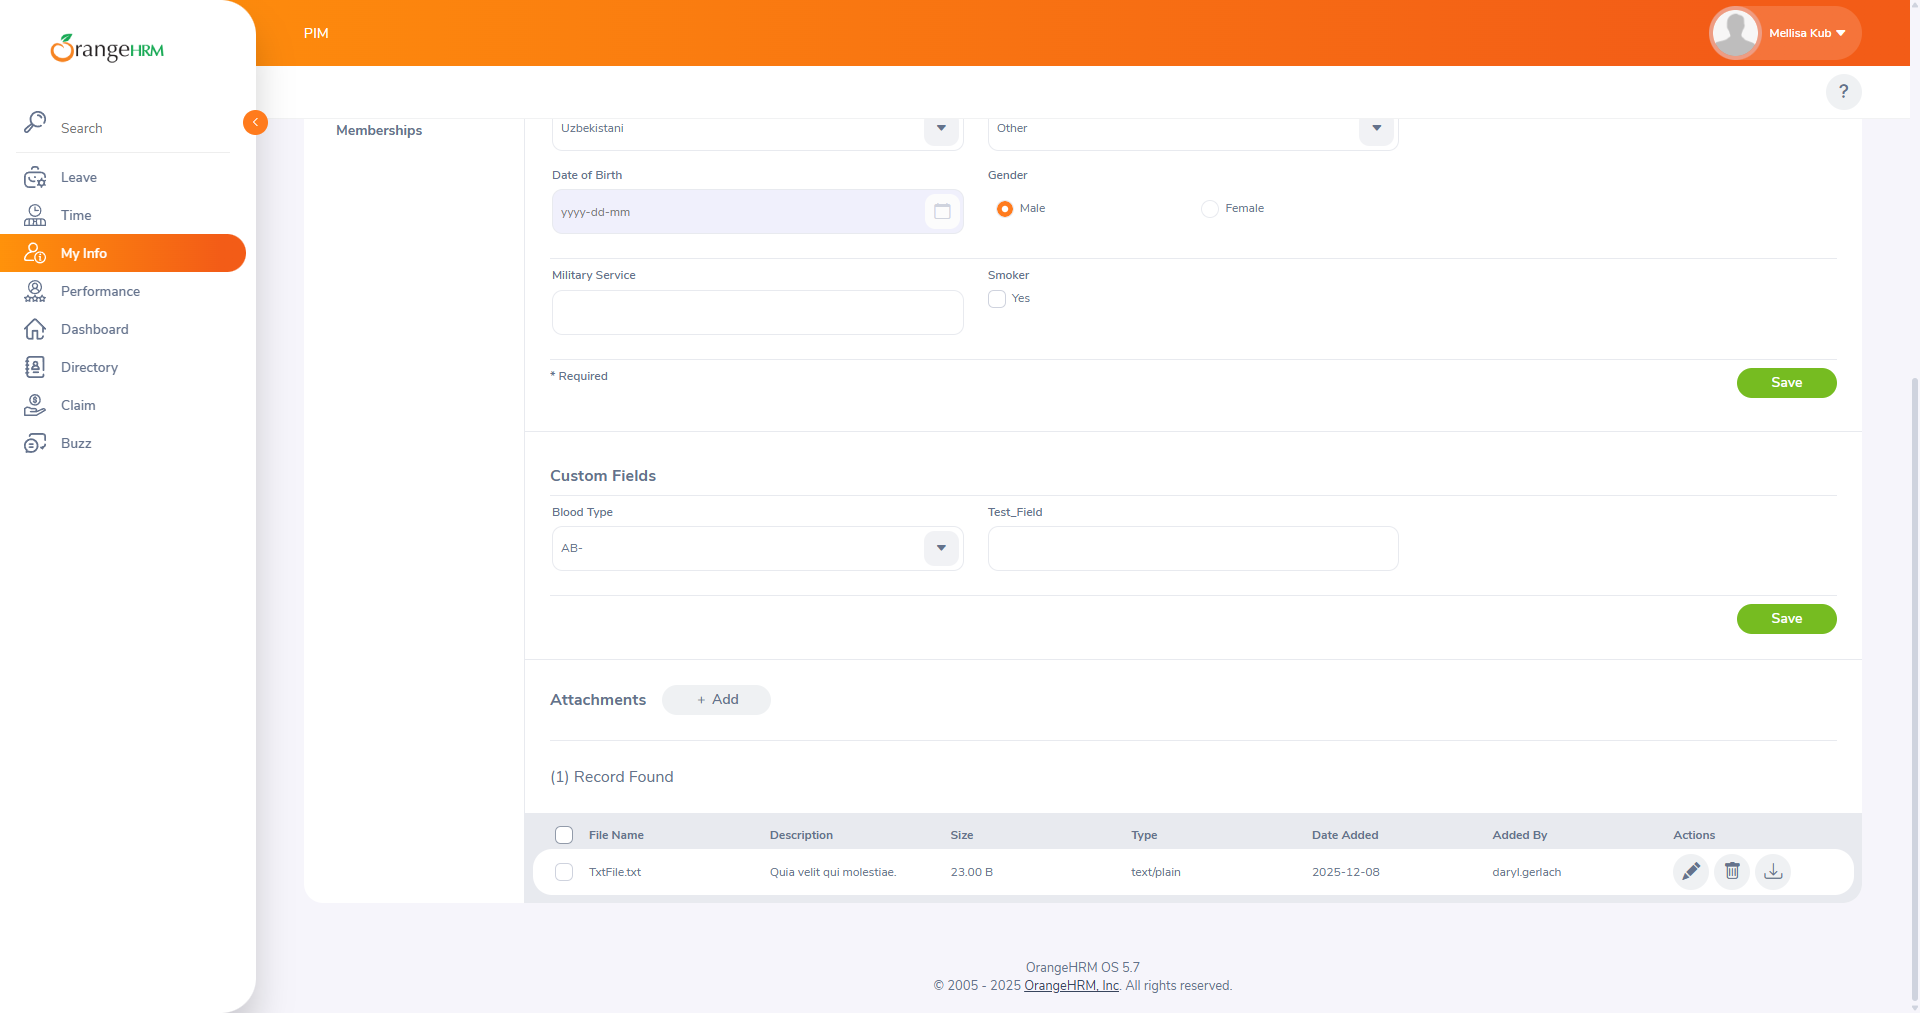 OrangeHRM
PIM
Mellisa Kub
?
Search
Leave
Time
My Info
Performance
Dashboard
Directory
Claim
Buzz
Memberships
Uzbekistani
Other
Date of Birth
Gender
yyyy-dd-mm
Male
Female
Military Service
Smoker
Yes
* Required
Save
Custom Fields
Blood Type
Test_Field
AB-
Save
Attachments
+ Add
(1) Record Found
File Name Description Size Type Date Added Added By Actions
TxtFile.txt Quia velit qui molestiae. 23.00 B text/plain 2025-12-08 daryl.gerlach
OrangeHRM OS 5.7
© 2005 - 2025 OrangeHRM, Inc. All rights reserved.